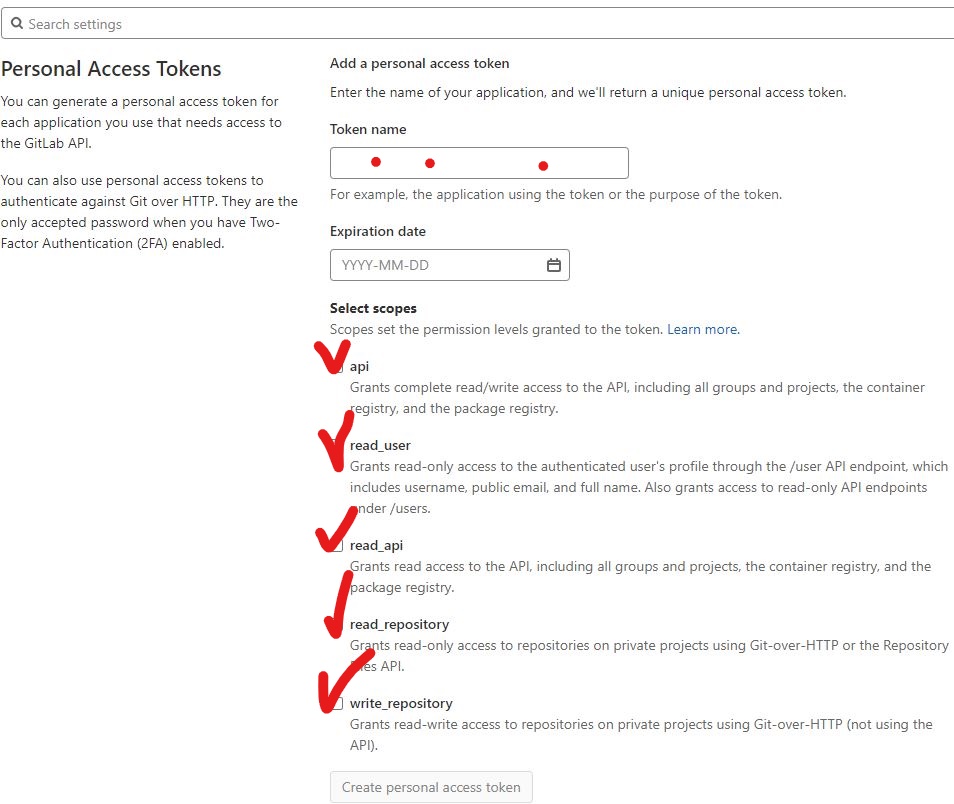 Search settings
Personal Access Tokens
You can generate a personal access token for
each application you use that needs access to
the GitLab API.
You can also use personal access tokens to
authenticate against Git over HTTP. They are the
only accepted password when you have Two-
Factor Authentication (2FA) enabled.
Add a personal access token
Enter the name of your application, and we'll return a unique personal access token.
Token name
For example, the application using the token or the purpose of the token.
Expiration date
YYYY-MM-DD
Select scopes
Scopes set the permission levels granted to the token. Learn more.
api
Grants complete read/write access to the API, including all groups and projects, the container
registry, and the package registry.
read_user
Grants read-only access to the authenticated user's profile through the /user API endpoint, which
includes username, public email, and full name. Also grants access to read-only API endpoints
under /users.
read_api
Grants read access to the API, including all groups and projects, the container registry, and the
package registry.
read_repository
Grants read-only access to repositories on private projects using Git-over-HTTP or the Repository
Files API.
write_repository
Grants read-write access to repositories on private projects using Git-over-HTTP (not using the
API).
Create personal access token